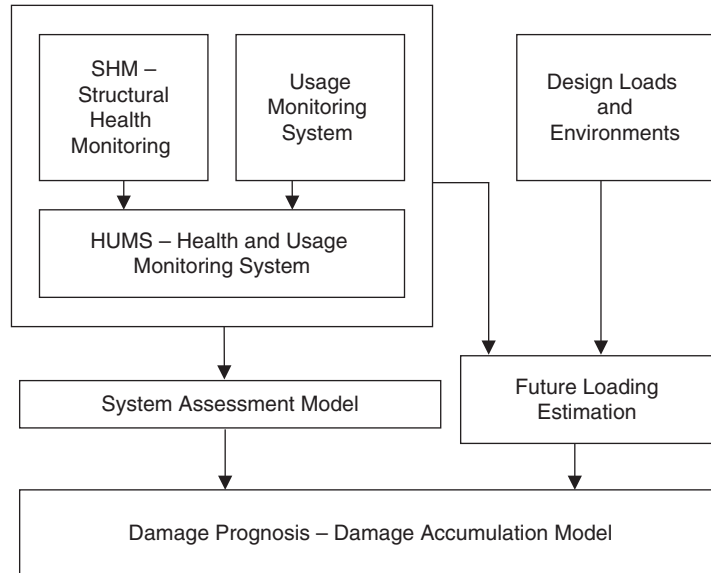 SHM –
Structural
Health
Monitoring
Usage
Monitoring
System
Design Loads
and
Environments
HUMS – Health and Usage
Monitoring System
System Assessment Model
Future Loading
Estimation
Damage Prognosis – Damage Accumulation Model